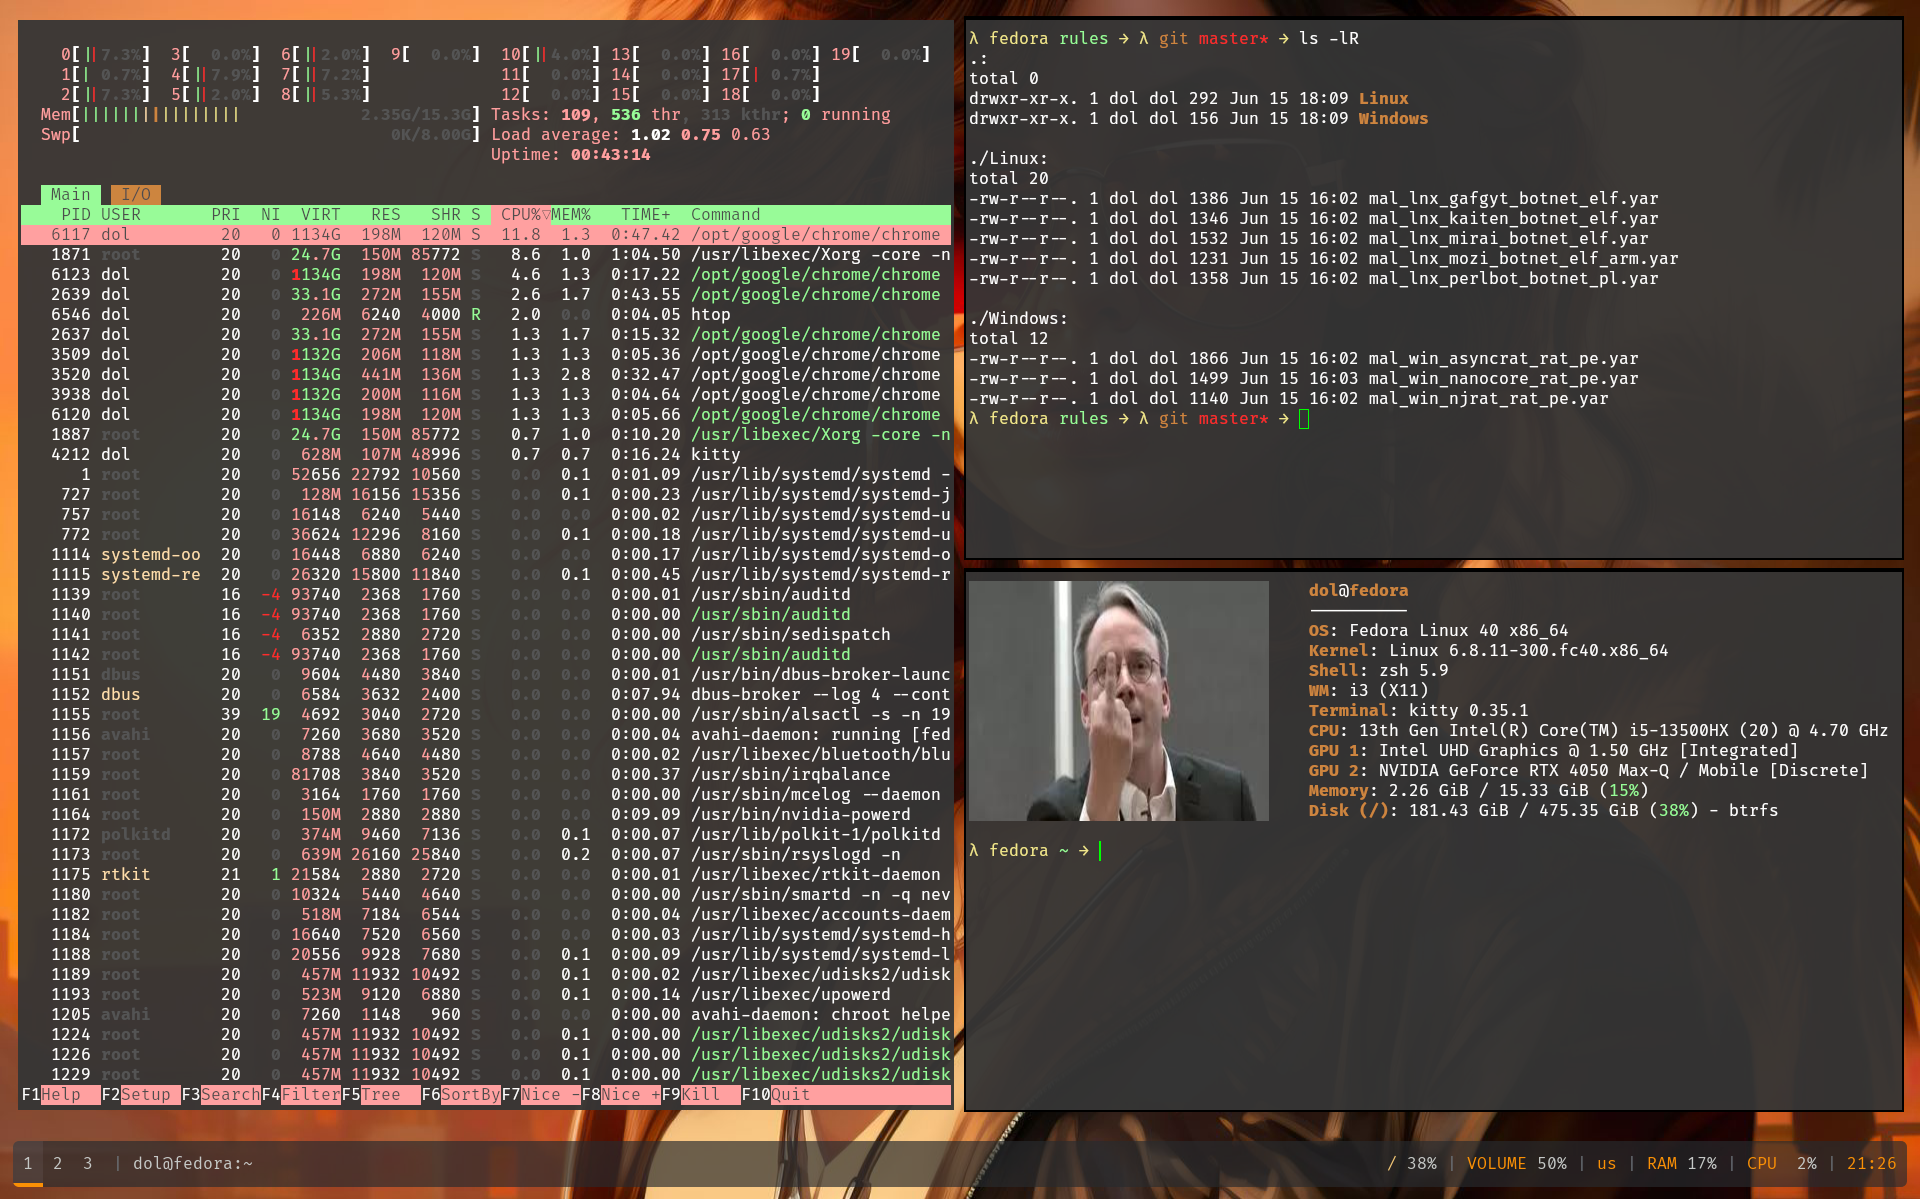 0[||7.3%] 3[ 0.0%] 6[||2.0%] 9[ 0.0%] 10[||4.0%] 13[ 0.0%] 16[ 0.0%] 19[ 0.0%]
1[| 0.7%] 4[||7.9%] 7[||7.2%] 11[ 0.0%] 14[ 0.0%] 17[| 0.7%]
2[||7.3%] 5[||2.0%] 8[||5.3%] 12[ 0.0%] 15[ 0.0%] 18[ 0.0%]
Mem[|||||||||||||||| 2.35G/15.3G] Tasks: 109, 536 thr, 313 kthr; 0 running
Swp[ 0K/8.00G] Load average: 1.02 0.75 0.63
Uptime: 00:43:14
Main I/O
PID USER PRI NI VIRT RES SHR S CPU%▽MEM% TIME+ Command
6117 dol 20 0 1134G 198M 120M S 11.8 1.3 0:47.42 /opt/google/chrome/chrome
1871 root 20 0 24.7G 150M 85772 S 8.6 1.0 1:04.50 /usr/libexec/Xorg -core -n
6123 dol 20 0 1134G 198M 120M S 4.6 1.3 0:17.22 /opt/google/chrome/chrome
2639 dol 20 0 33.1G 272M 155M S 2.6 1.7 0:43.55 /opt/google/chrome/chrome
6546 dol 20 0 226M 6240 4000 R 2.0 0.0 0:04.05 htop
2637 dol 20 0 33.1G 272M 155M S 1.3 1.7 0:15.32 /opt/google/chrome/chrome
3509 dol 20 0 1132G 206M 118M S 1.3 1.3 0:05.36 /opt/google/chrome/chrome
3520 dol 20 0 1134G 441M 136M S 1.3 2.8 0:32.47 /opt/google/chrome/chrome
3938 dol 20 0 1132G 200M 116M S 1.3 1.3 0:04.64 /opt/google/chrome/chrome
6120 dol 20 0 1134G 198M 120M S 1.3 1.3 0:05.66 /opt/google/chrome/chrome
1887 root 20 0 24.7G 150M 85772 S 0.7 1.0 0:10.20 /usr/libexec/Xorg -core -n
4212 dol 20 0 628M 107M 48996 S 0.7 0.7 0:16.24 kitty
1 root 20 0 52656 22792 10560 S 0.0 0.1 0:01.09 /usr/lib/systemd/systemd -
727 root 20 0 128M 16156 15356 S 0.0 0.1 0:00.23 /usr/lib/systemd/systemd-j
757 root 20 0 16148 6240 5440 S 0.0 0.0 0:00.02 /usr/lib/systemd/systemd-u
772 root 20 0 36624 12296 8160 S 0.0 0.1 0:00.18 /usr/lib/systemd/systemd-u
1114 systemd-oo 20 0 16448 6880 6240 S 0.0 0.0 0:00.17 /usr/lib/systemd/systemd-o
1115 systemd-re 20 0 26320 15800 11840 S 0.0 0.1 0:00.45 /usr/lib/systemd/systemd-r
1139 root 16 -4 93740 2368 1760 S 0.0 0.0 0:00.01 /usr/sbin/auditd
1140 root 16 -4 93740 2368 1760 S 0.0 0.0 0:00.00 /usr/sbin/auditd
1141 root 16 -4 6352 2880 2720 S 0.0 0.0 0:00.00 /usr/sbin/sedispatch
1142 root 16 -4 93740 2368 1760 S 0.0 0.0 0:00.00 /usr/sbin/auditd
1151 dbus 20 0 9604 4480 3840 S 0.0 0.0 0:00.01 /usr/bin/dbus-broker-launc
1152 dbus 20 0 6584 3632 2400 S 0.0 0.0 0:07.94 dbus-broker --log 4 --cont
1155 root 39 19 4692 3040 2720 S 0.0 0.0 0:00.00 /usr/sbin/alsactl -s -n 19
1156 avahi 20 0 7260 3680 3520 S 0.0 0.0 0:00.04 avahi-daemon: running [fed
1157 root 20 0 8788 4640 4480 S 0.0 0.0 0:00.02 /usr/libexec/bluetooth/blu
1159 root 20 0 81708 3840 3520 S 0.0 0.0 0:00.37 /usr/sbin/irqbalance
1161 root 20 0 3164 1760 1760 S 0.0 0.0 0:00.00 /usr/sbin/mcelog --daemon
1164 root 20 0 150M 2880 2880 S 0.0 0.0 0:09.09 /usr/bin/nvidia-powerd
1172 polkitd 20 0 374M 9460 7136 S 0.0 0.1 0:00.07 /usr/lib/polkit-1/polkitd
1173 root 20 0 639M 26160 25840 S 0.0 0.2 0:00.07 /usr/sbin/rsyslogd -n
1175 rtkit 21 1 21584 2880 2720 S 0.0 0.0 0:00.01 /usr/libexec/rtkit-daemon
1180 root 20 0 10324 5440 4640 S 0.0 0.0 0:00.00 /usr/sbin/smartd -n -q nev
1182 root 20 0 518M 7184 6544 S 0.0 0.0 0:00.04 /usr/libexec/accounts-daem
1184 root 20 0 16640 7520 6560 S 0.0 0.0 0:00.03 /usr/lib/systemd/systemd-h
1188 root 20 0 20556 9928 7680 S 0.0 0.1 0:00.09 /usr/lib/systemd/systemd-l
1189 root 20 0 457M 11932 10492 S 0.0 0.1 0:00.02 /usr/libexec/udisks2/udisk
1193 root 20 0 523M 9120 6880 S 0.0 0.1 0:00.14 /usr/libexec/upowerd
1205 avahi 20 0 7260 1148 960 S 0.0 0.0 0:00.00 avahi-daemon: chroot helpe
1224 root 20 0 457M 11932 10492 S 0.0 0.1 0:00.00 /usr/libexec/udisks2/udisk
1226 root 20 0 457M 11932 10492 S 0.0 0.1 0:00.00 /usr/libexec/udisks2/udisk
1229 root 20 0 457M 11932 10492 S 0.0 0.1 0:00.00 /usr/libexec/udisks2/udisk
F1Help F2Setup F3SearchF4FilterF5Tree F6SortByF7Nice -F8Nice +F9Kill F10Quit
λ fedora rules → λ git master* → ls -lR
.:
total 0
drwxr-xr-x. 1 dol dol 292 Jun 15 18:09 Linux
drwxr-xr-x. 1 dol dol 156 Jun 15 18:09 Windows
./Linux:
total 20
-rw-r--r--. 1 dol dol 1386 Jun 15 16:02 mal_lnx_gafgyt_botnet_elf.yar
-rw-r--r--. 1 dol dol 1346 Jun 15 16:02 mal_lnx_kaiten_botnet_elf.yar
-rw-r--r--. 1 dol dol 1532 Jun 15 16:02 mal_lnx_mirai_botnet_elf.yar
-rw-r--r--. 1 dol dol 1231 Jun 15 16:02 mal_lnx_mozi_botnet_elf_arm.yar
-rw-r--r--. 1 dol dol 1358 Jun 15 16:02 mal_lnx_perlbot_botnet_pl.yar
./Windows:
total 12
-rw-r--r--. 1 dol dol 1866 Jun 15 16:02 mal_win_asyncrat_rat_pe.yar
-rw-r--r--. 1 dol dol 1499 Jun 15 16:03 mal_win_nanocore_rat_pe.yar
-rw-r--r--. 1 dol dol 1140 Jun 15 16:02 mal_win_njrat_rat_pe.yar
λ fedora rules → λ git master* →
dol@fedora
----------
OS: Fedora Linux 40 x86_64
Kernel: Linux 6.8.11-300.fc40.x86_64
Shell: zsh 5.9
WM: i3 (X11)
Terminal: kitty 0.35.1
CPU: 13th Gen Intel(R) Core(TM) i5-13500HX (20) @ 4.70 GHz
GPU 1: Intel UHD Graphics @ 1.50 GHz [Integrated]
GPU 2: NVIDIA GeForce RTX 4050 Max-Q / Mobile [Discrete]
Memory: 2.26 GiB / 15.33 GiB (15%)
Disk (/): 181.43 GiB / 475.35 GiB (38%) - btrfs
λ fedora ~ →
1 2 3 | dol@fedora:~ / 38% | VOLUME 50% | us | RAM 17% | CPU 2% | 21:26